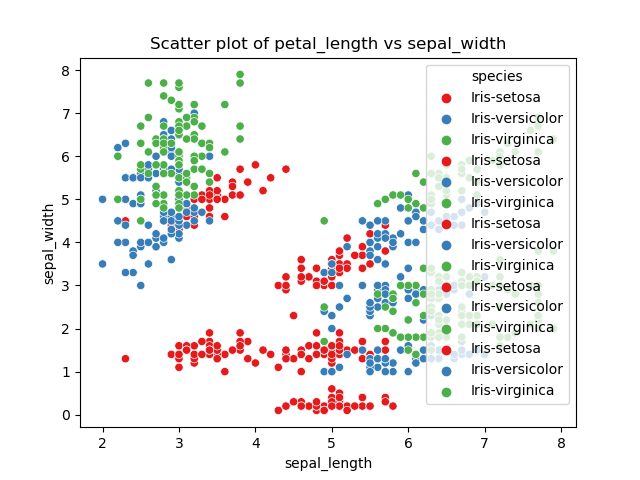 Scatter plot of petal_length vs sepal_width
8
7
6
5
4
3
2
1
0
sepal_width
2 3 4 5 6 7 8
sepal_length
species
Iris-setosa
Iris-versicolor
Iris-virginica
Iris-setosa
Iris-versicolor
Iris-virginica
Iris-setosa
Iris-versicolor
Iris-virginica
Iris-setosa
Iris-versicolor
Iris-virginica
Iris-setosa
Iris-versicolor
Iris-virginica